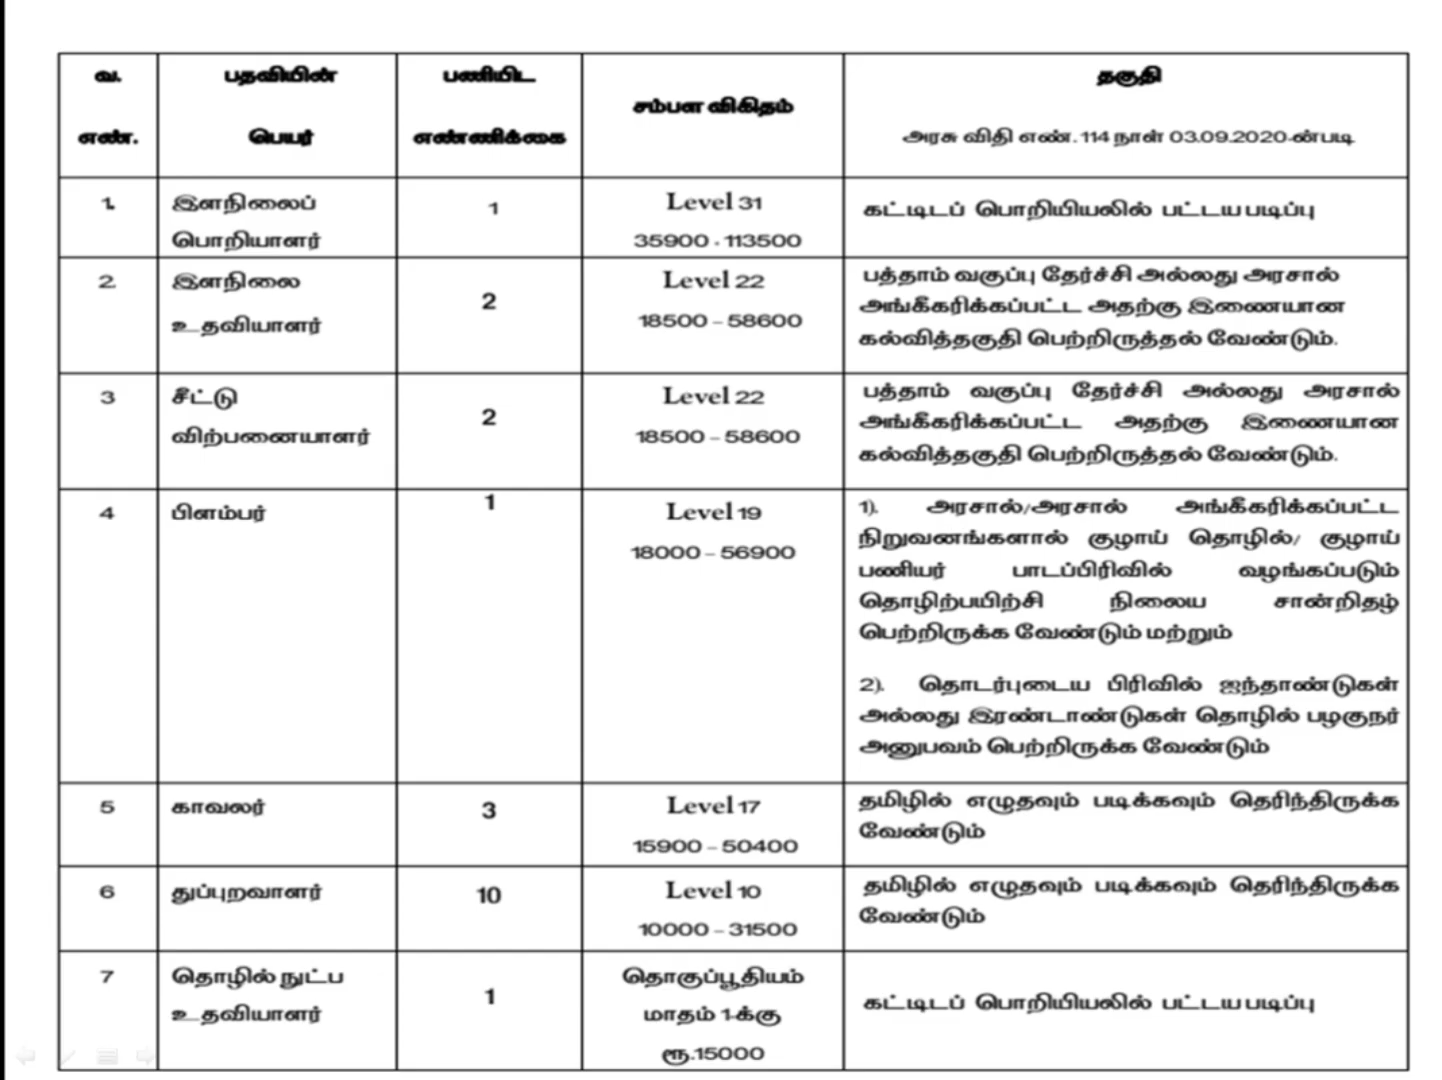 வ. எண். பதவியின் பெயர் பணியிட எண்ணிக்கை சம்பள விகிதம் தகுதி
அரசு விதி எண். 114 நாள் 03.09.2020-ன்படி
1. இளநிலைப் பொறியாளர் 1 Level 31
35900 - 113500
கட்டிடப் பொறியியலில் பட்டய படிப்பு
2 இளநிலை உதவியாளர் 2 Level 22
18500 – 58600
பத்தாம் வகுப்பு தேர்ச்சி அல்லது அரசால்
அங்கீகரிக்கப்பட்ட அதற்கு இணையான
கல்வித்தகுதி பெற்றிருத்தல் வேண்டும்.
3 சீட்டு விற்பனையாளர் 2 Level 22
18500 – 58600
பத்தாம் வகுப்பு தேர்ச்சி அல்லது அரசால்
அங்கீகரிக்கப்பட்ட அதற்கு இணையான
கல்வித்தகுதி பெற்றிருத்தல் வேண்டும்.
4 பிளம்பர் 1 Level 19
18000 – 56900
1). அரசால்/அரசால் அங்கீகரிக்கப்பட்ட
நிறுவனங்களால் குழாய் தொழில்/ குழாய்
பணியர் பாடப்பிரிவில் வழங்கப்படும்
தொழிற்பயிற்சி நிலைய சான்றிதழ்
பெற்றிருக்க வேண்டும் மற்றும்
2). தொடர்புடைய பிரிவில் ஐந்தாண்டுகள்
அல்லது இரண்டாண்டுகள் தொழில் பழகுநர்
அனுபவம் பெற்றிருக்க வேண்டும்
5 காவலர் 3 Level 17
15900 – 50400
தமிழில் எழுதவும் படிக்கவும் தெரிந்திருக்க
வேண்டும்
6 துப்புறவாளர் 10 Level 10
10000 – 31500
தமிழில் எழுதவும் படிக்கவும் தெரிந்திருக்க
வேண்டும்
7 தொழில் நுட்ப உதவியாளர் 1 தொகுப்பூதியம்
மாதம் 1-க்கு
ரூ.15000
கட்டிடப் பொறியியலில் பட்டய படிப்பு